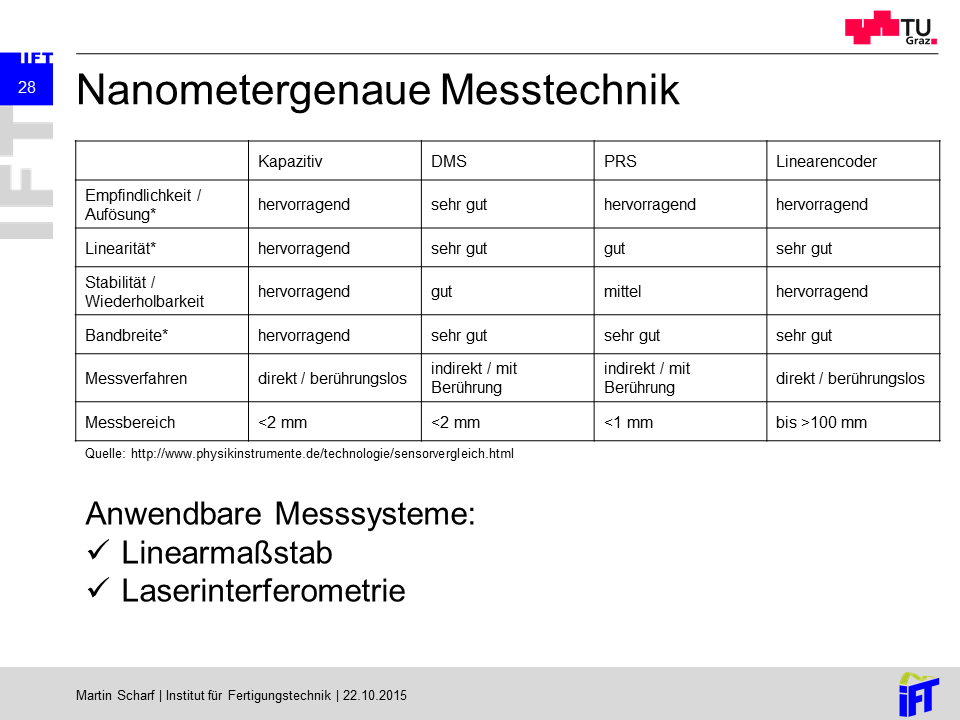 TU
Graz
IFT
28
IFT
Nanometergenaue Messtechnik
Kapazitiv DMS PRS Linearencoder
Empfindlichkeit /
Aufösung* hervorragend sehr gut hervorragend hervorragend
Linearität* hervorragend sehr gut gut sehr gut
Stabilität /
Wiederholbarkeit hervorragend gut mittel hervorragend
Bandbreite* hervorragend sehr gut sehr gut sehr gut
Messverfahren direkt / berührungslos indirekt / mit Berührung indirekt / mit Berührung direkt / berührungslos
Messbereich <2 mm <2 mm <1 mm bis >100 mm
Quelle: http://www.physikinstrumente.de/technologie/sensorvergleich.html
Anwendbare Messsysteme:
✓ Linearmaßstab
✓ Laserinterferometrie
Martin Scharf | Institut für Fertigungstechnik | 22.10.2015
iFT